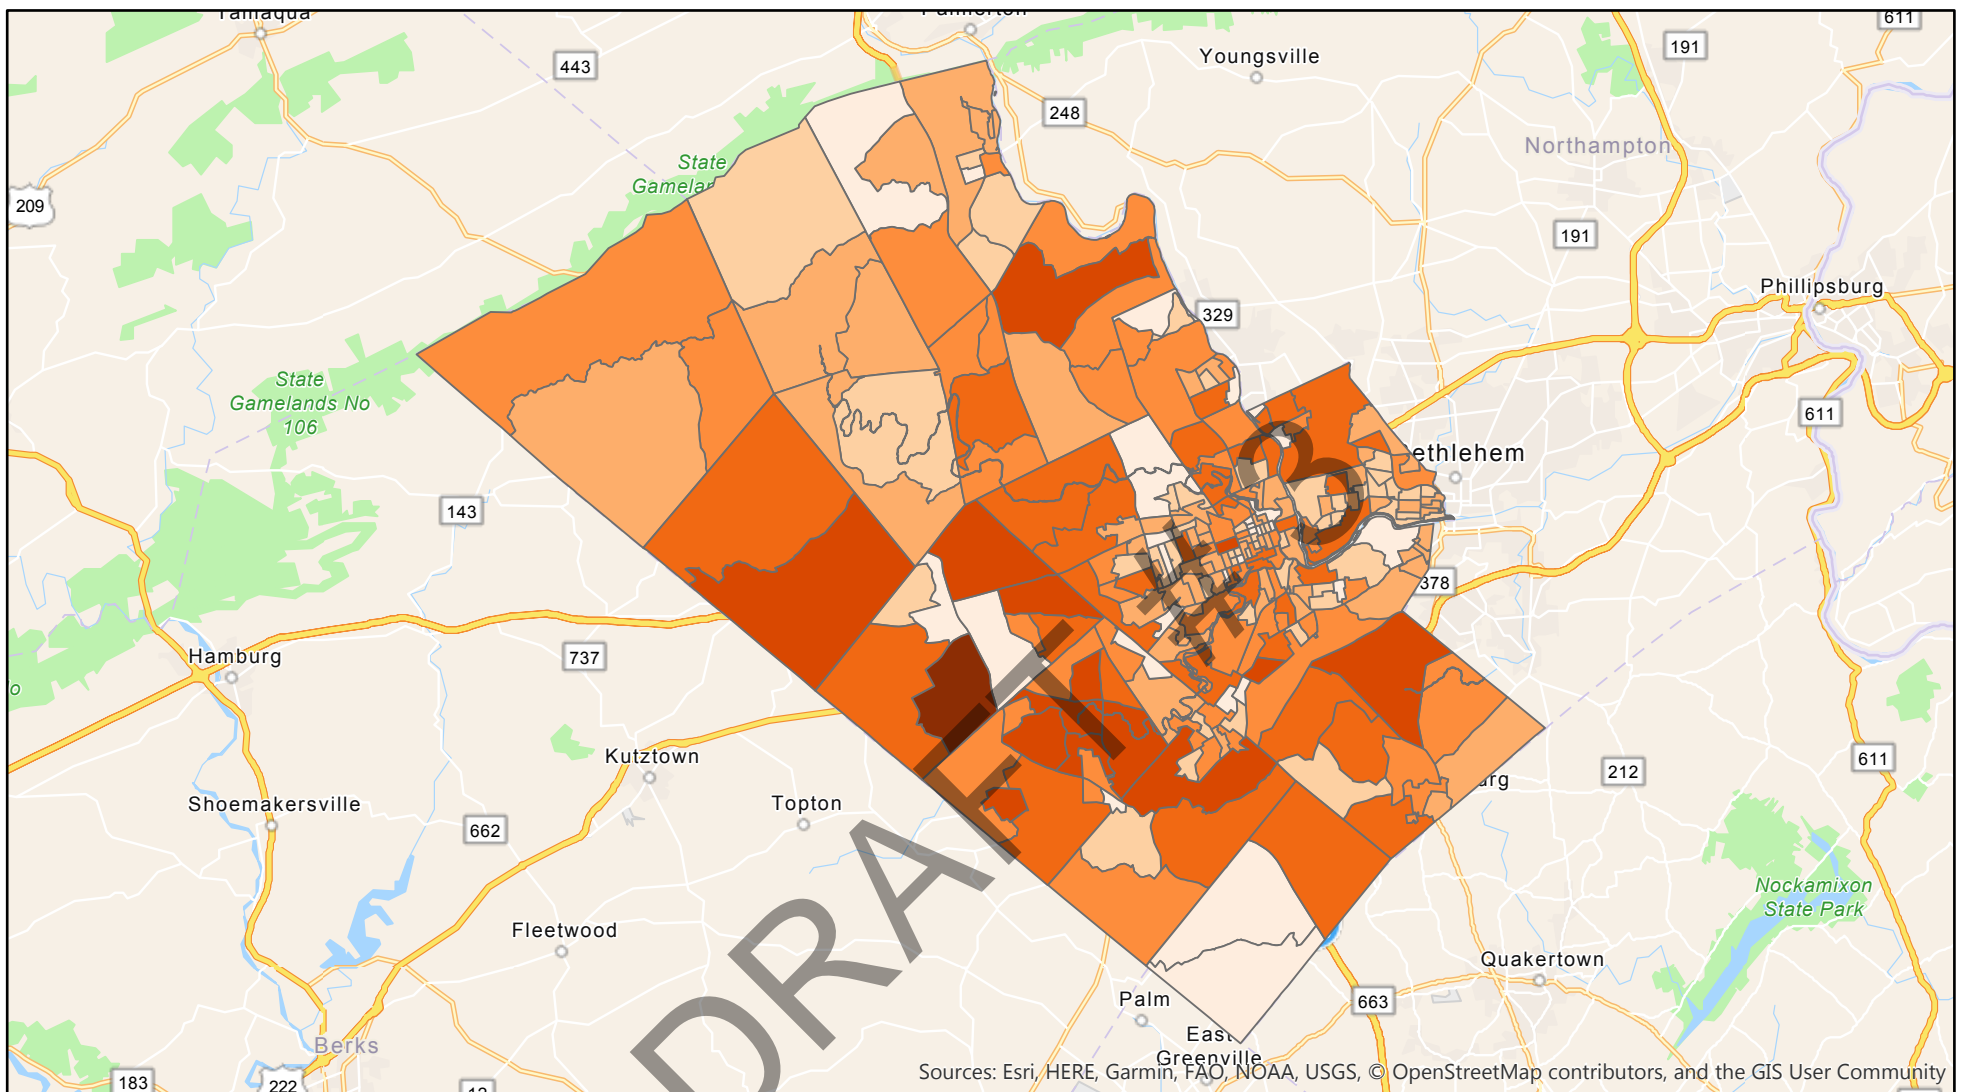 Tamaqua
Palmerton
611
191
Youngsville
443
248
Northampton
State
209
191
Phillipsburg
329
State
Gamelands No
106
611
ethlehem
143
378
Hamburg
737
Kutztown
611
212
Topton
Shoemakersville
662
Nockamixon
State Park
Fleetwood
Quakertown
Palm
663
East
Greenville
Berks
DRAFT #3
Sources: Esri, HERE, Garmin, FAO, NOAA, USGS, © OpenStreetMap contributors, and the GIS User Community
183
222